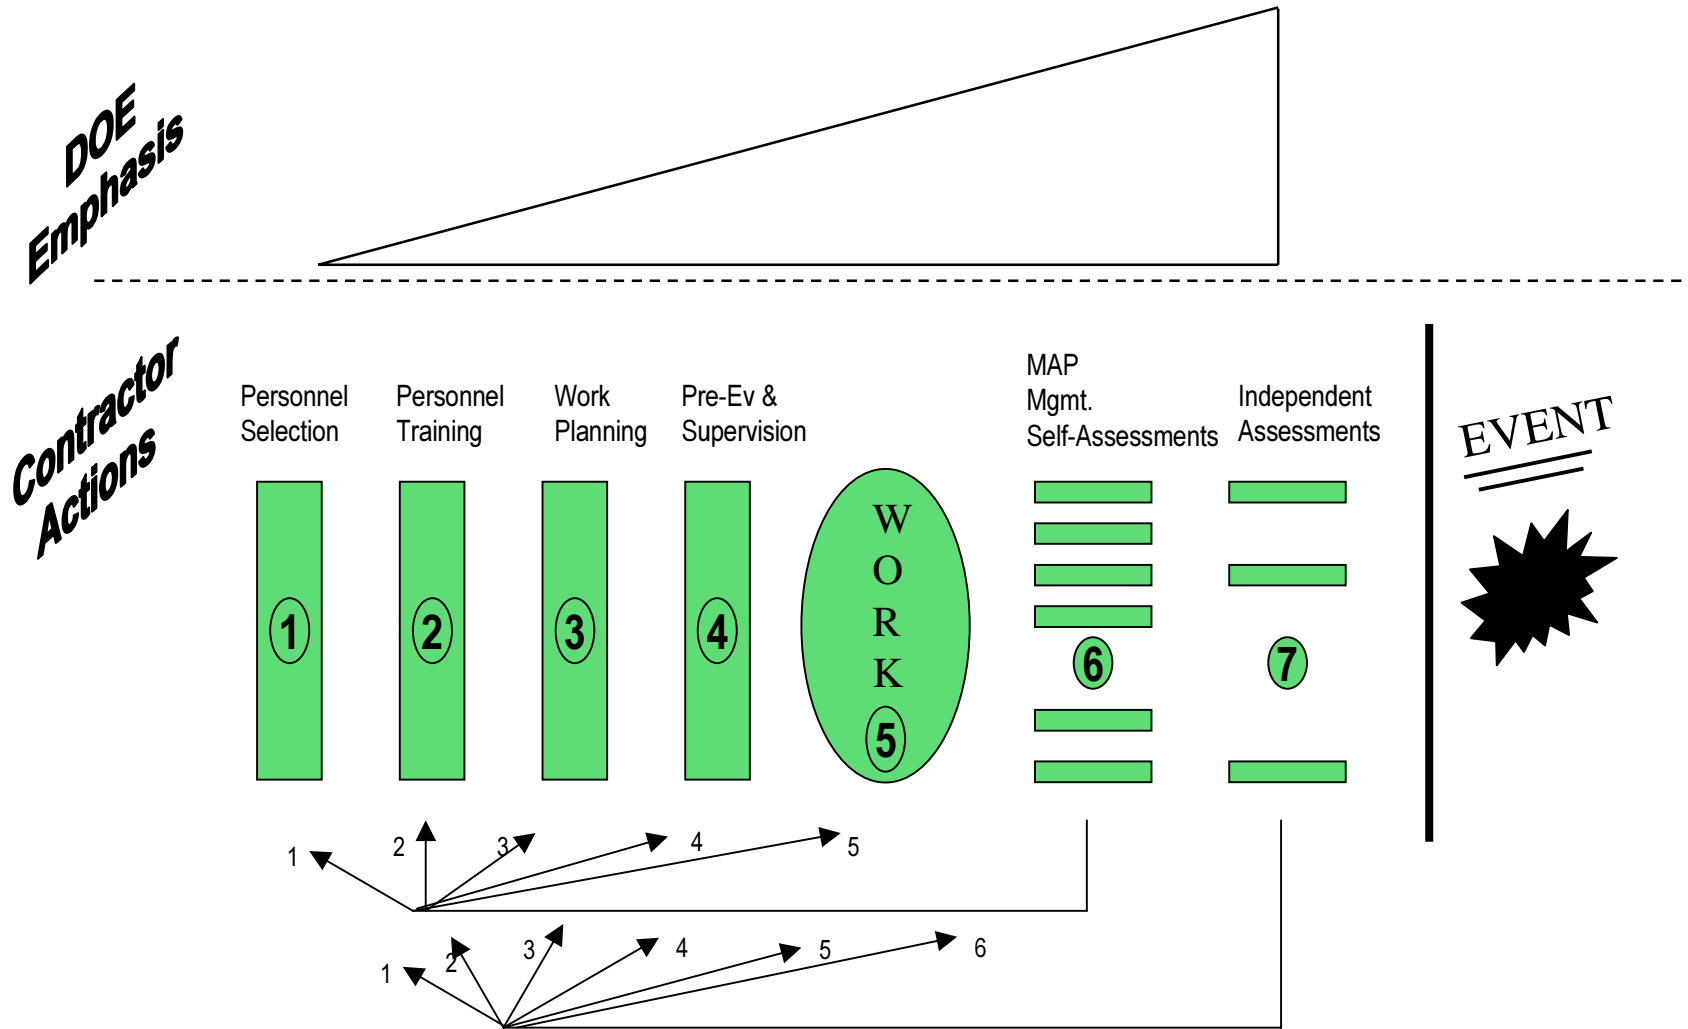 DOE
Emphasis
Contractor
Actions
Personnel
Selection
Personnel
Training
Work
Planning
Pre-Ev &
Supervision
MAP
Mgmt.
Self-Assessments
Independent
Assessments
EVENT
1
2
3
4
W
O
R
K
5
6
7
1
2
3
4
5
1
2
3
4
5
6